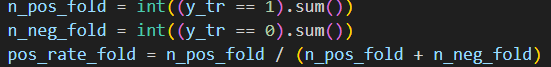 n_pos_fold = int((y_tr == 1).sum())
n_neg_fold = int((y_tr == 0).sum())
pos_rate_fold = n_pos_fold / (n_pos_fold + n_neg_fold)